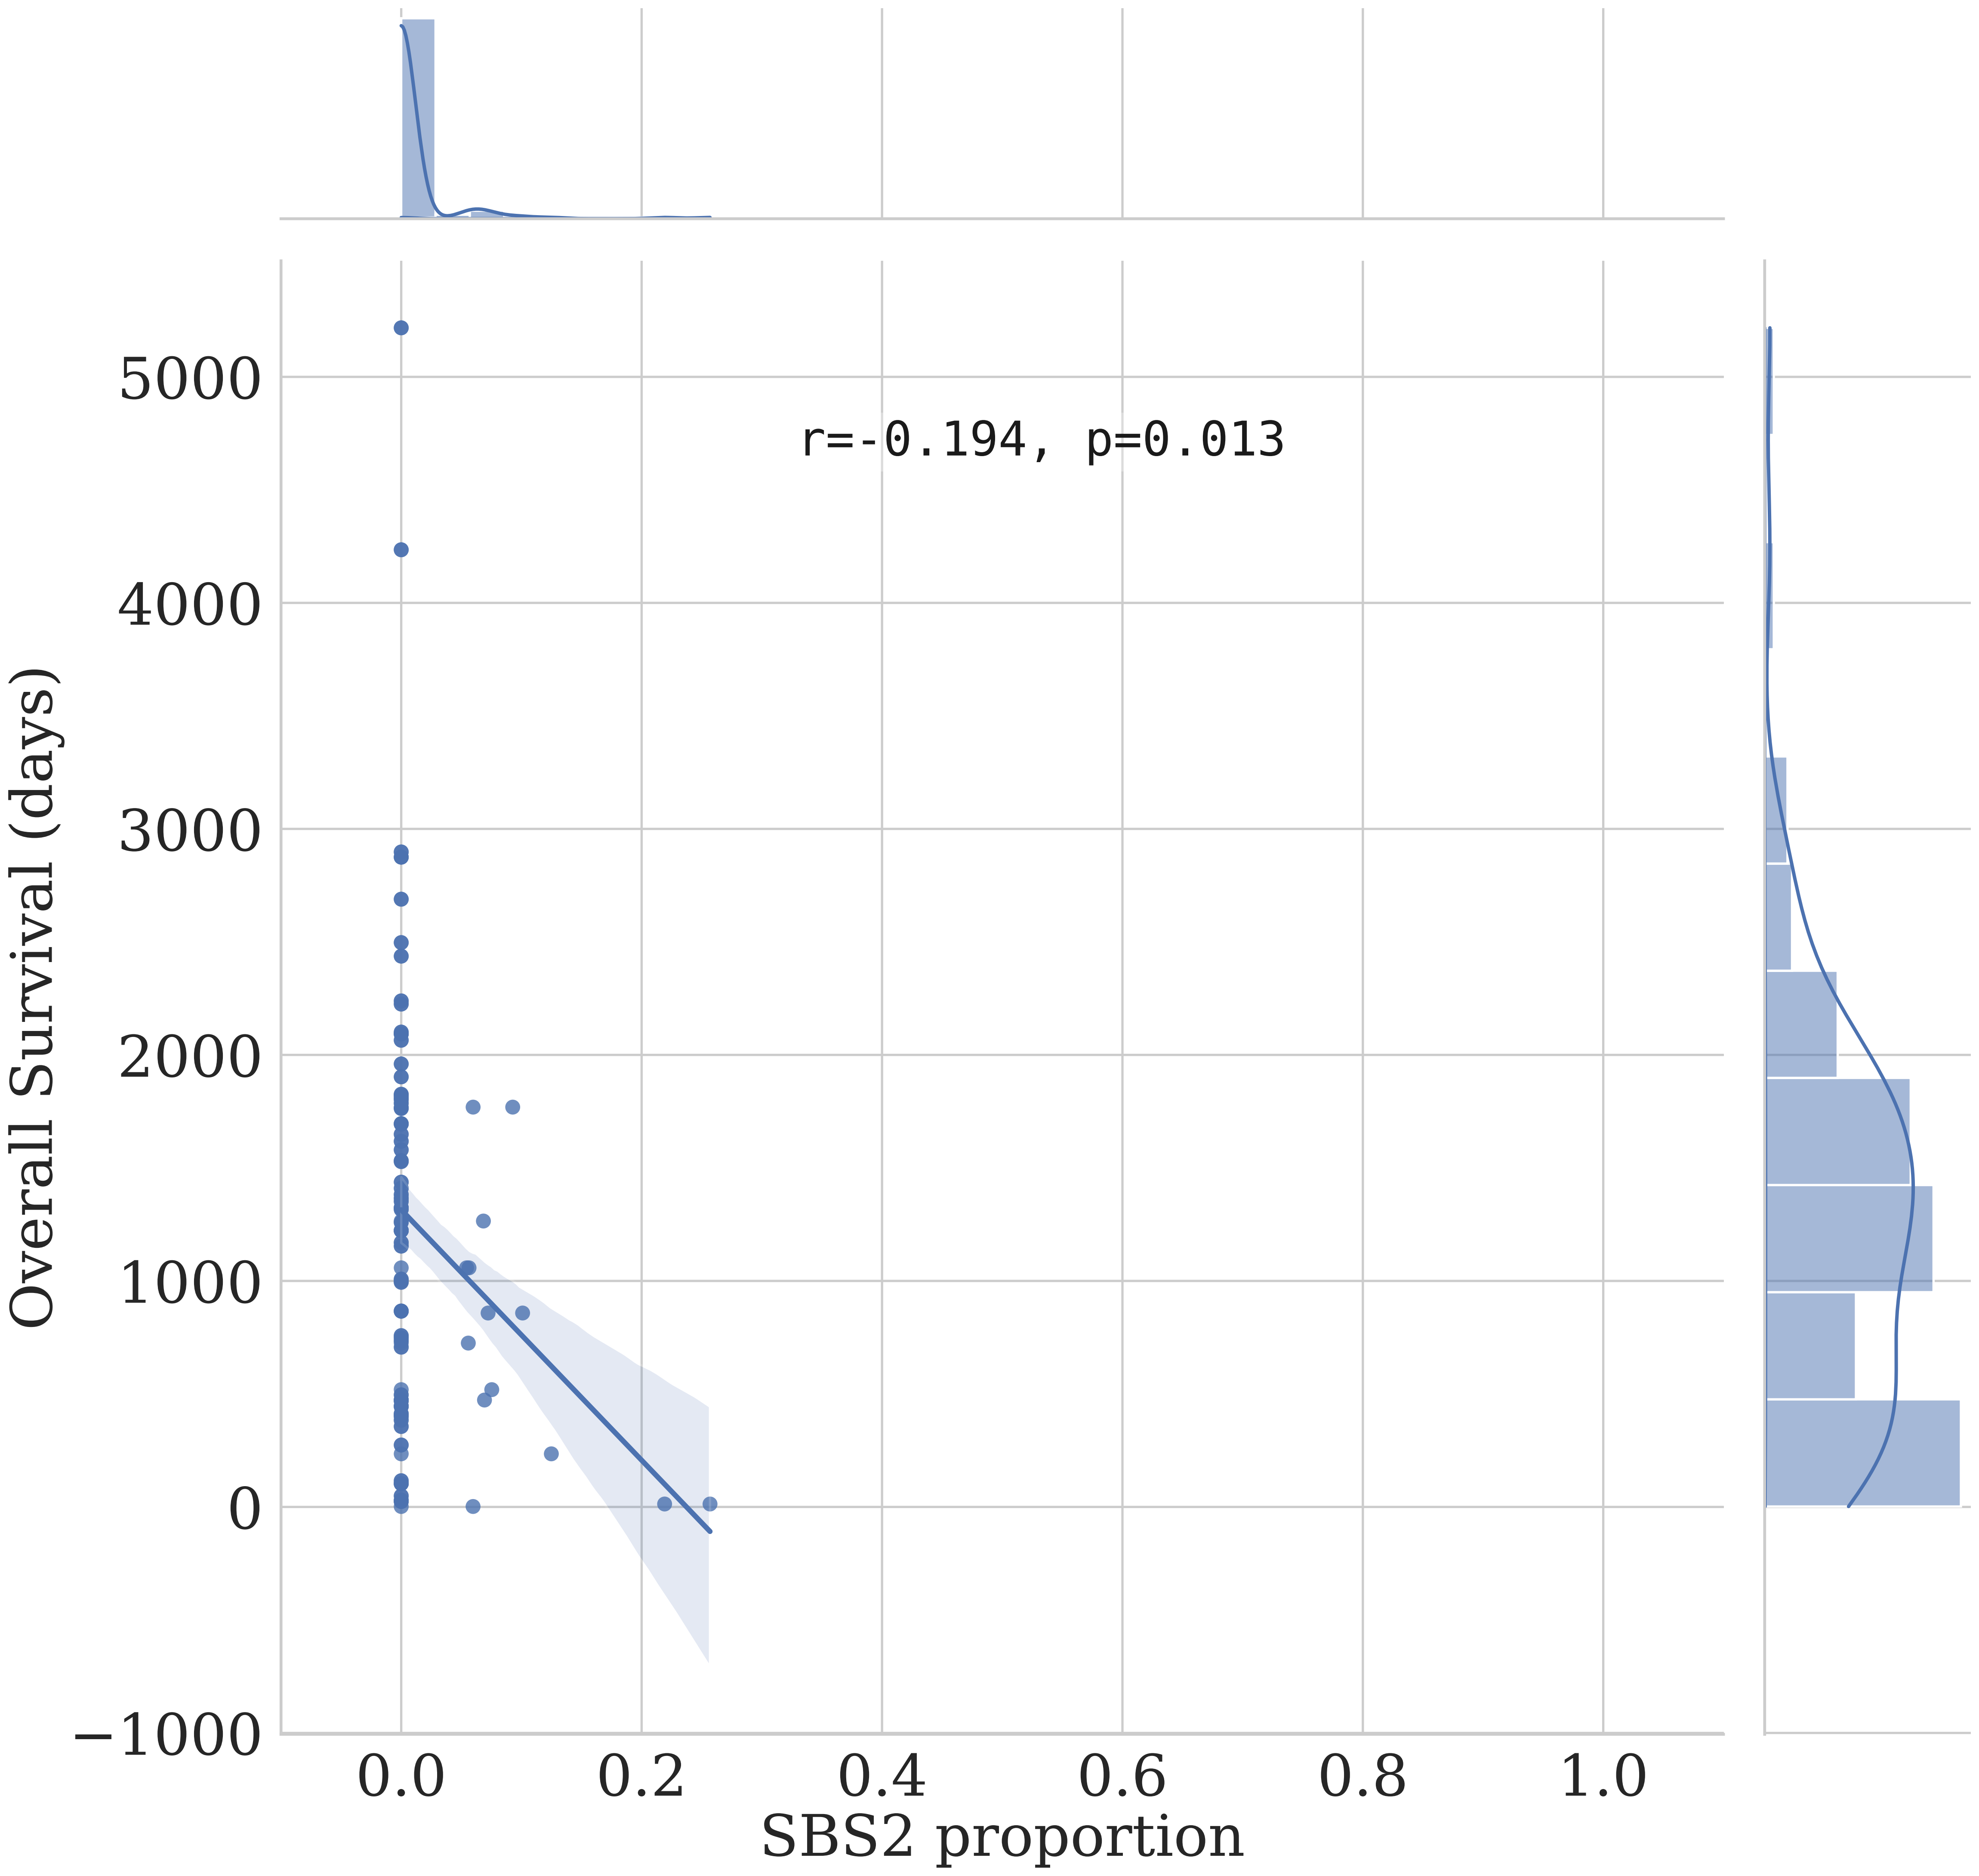 r=-0.194, p=0.013
Overall Survival (days)
5000
4000
3000
2000
1000
0
−1000
0.0 0.2 0.4 0.6 0.8 1.0
SBS2 proportion